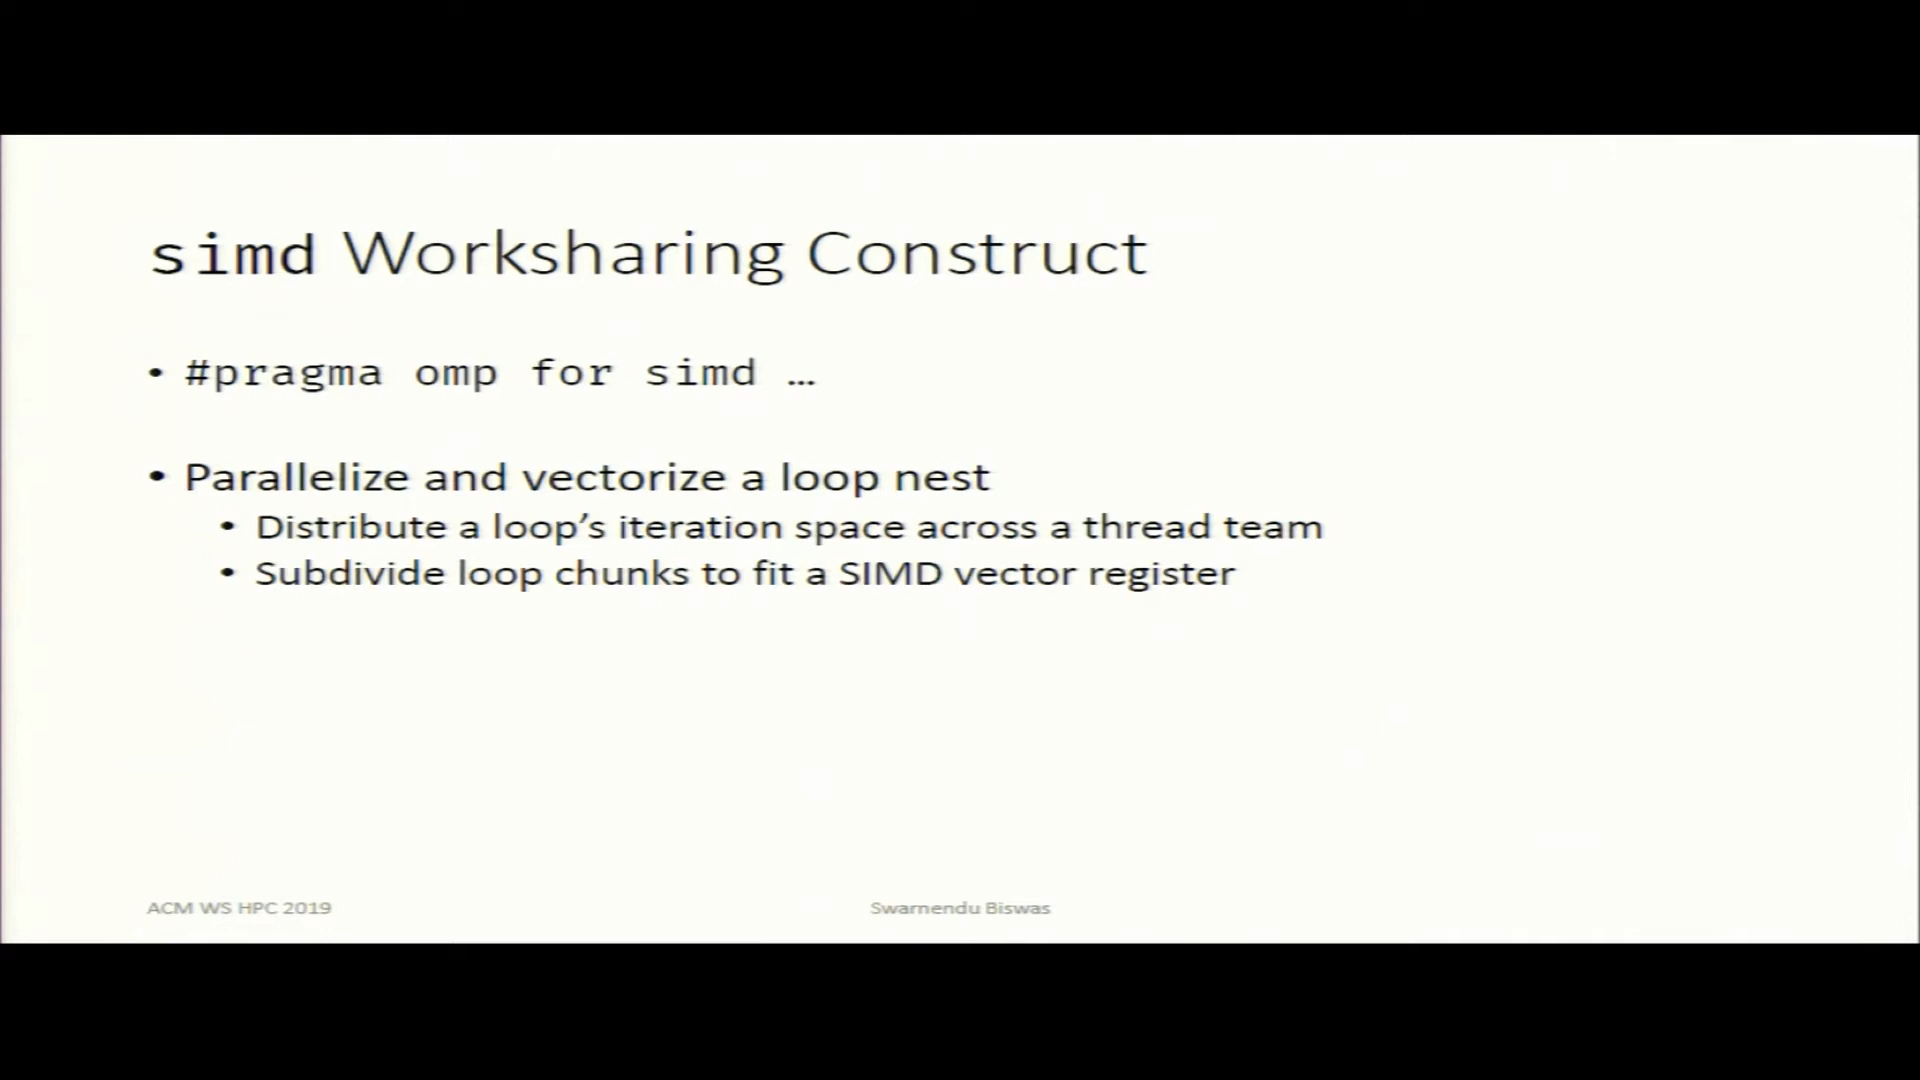 simd Worksharing Construct
• #pragma omp for simd …
• Parallelize and vectorize a loop nest
• Distribute a loop’s iteration space across a thread team
• Subdivide loop chunks to fit a SIMD vector register
ACM WS HPC 2019
Swarnendu Biswas